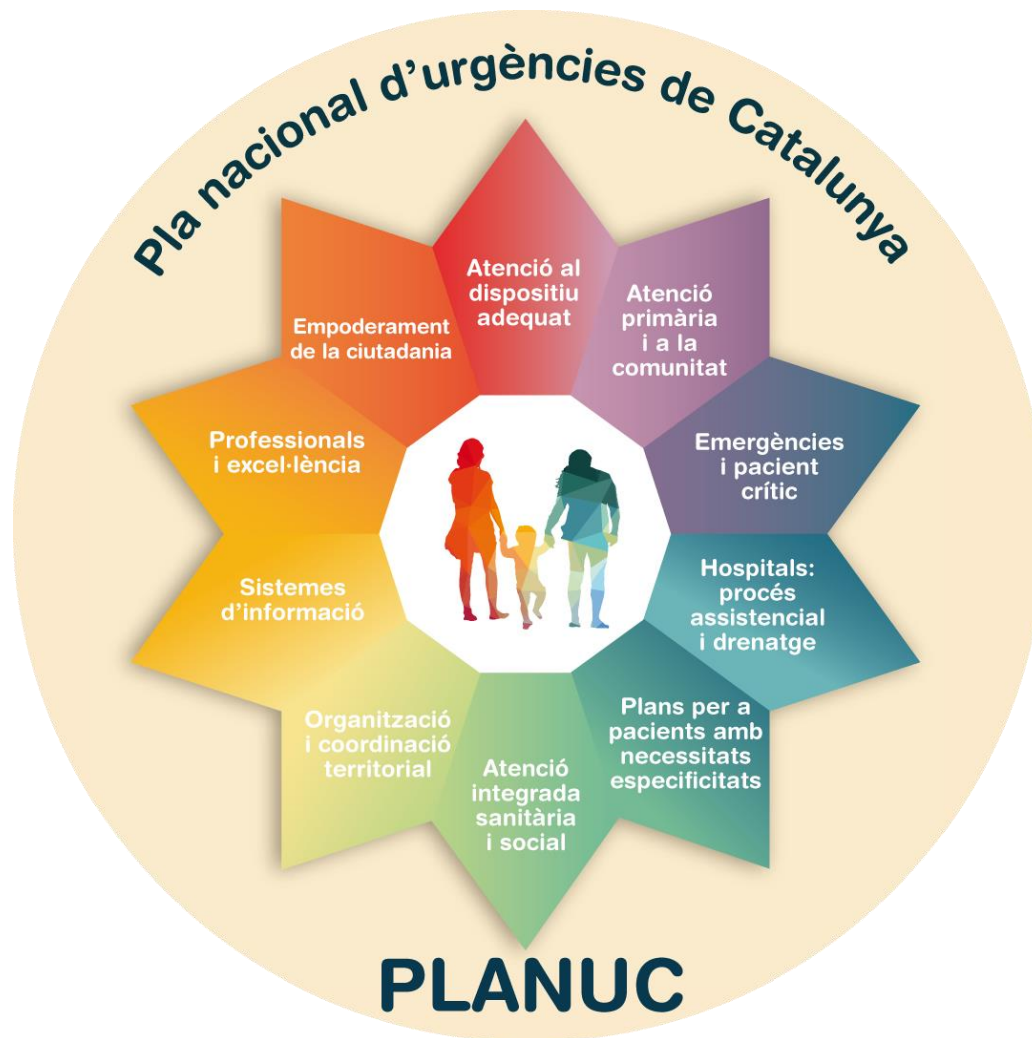 Pla nacional d'urgències de Catalunya
Atenció al
dispositiu
adequat
Atenció
primària
i a la
comunitat
Emergències
i pacient
crític
Hospitals:
procés
assistencial
i drenatge
Plans per a
pacients amb
necessitats
especificitats
Atenció
integrada
sanitària
i social
Organització
i coordinació
territorial
Sistemes
d'informació
Professionals
i excel·lència
Empoderament
de la ciutadania
PLANUC